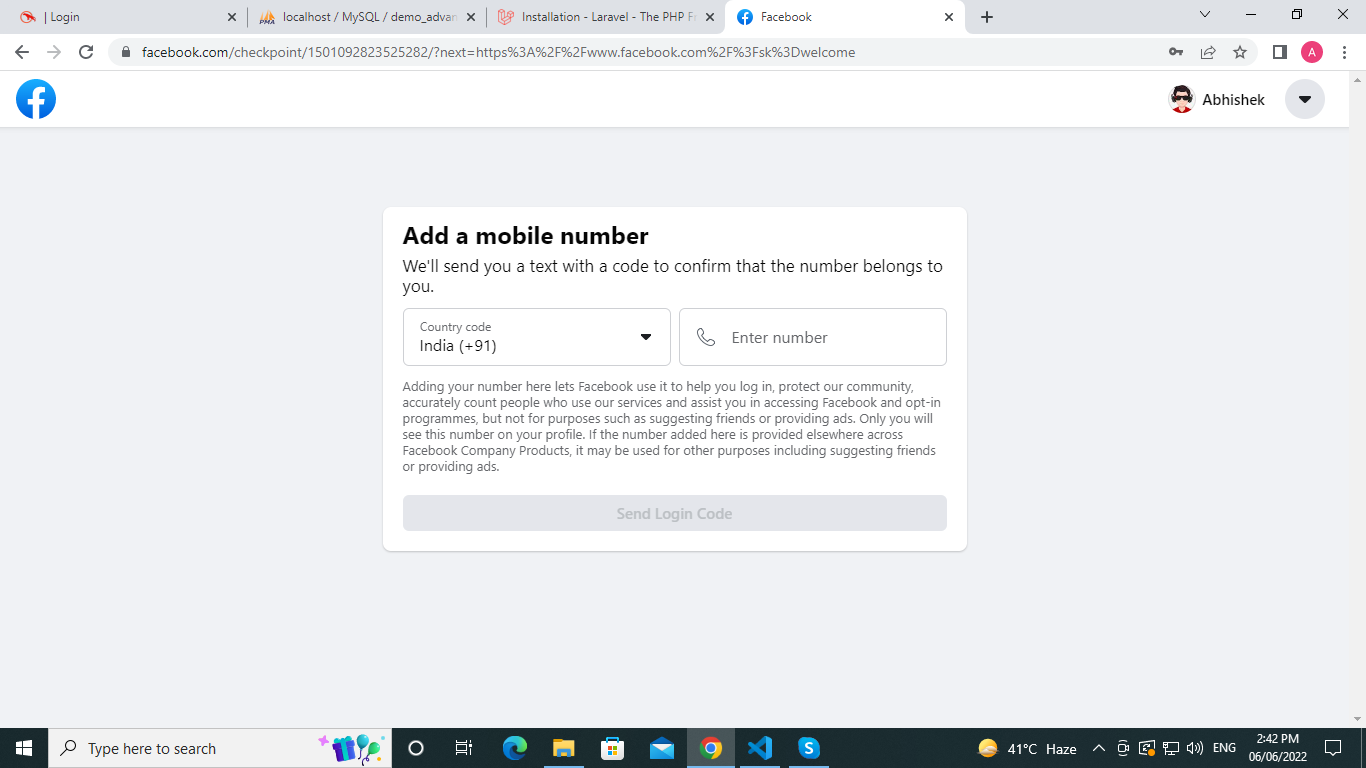 | Login
localhost / MySQL / demo_advan
Installation - Laravel - The PHP Fr
Facebook
facebook.com/checkpoint/1501092823525282/?next=https%3A%2F%2Fwww.facebook.com%2F%3Fsk%3Dwelcome
A
Abhishek
Add a mobile number
We'll send you a text with a code to confirm that the number belongs to
you.
Country code
India (+91)
Enter number
Adding your number here lets Facebook use it to help you log in, protect our community,
accurately count people who use our services and assist you in accessing Facebook and opt-in
programmes, but not for purposes such as suggesting friends or providing ads. Only you will
see this number on your profile. If the number added here is provided elsewhere across
Facebook Company Products, it may be used for other purposes including suggesting friends
or providing ads.
Send Login Code
Type here to search
41°C Haze
ENG
2:42 PM
06/06/2022